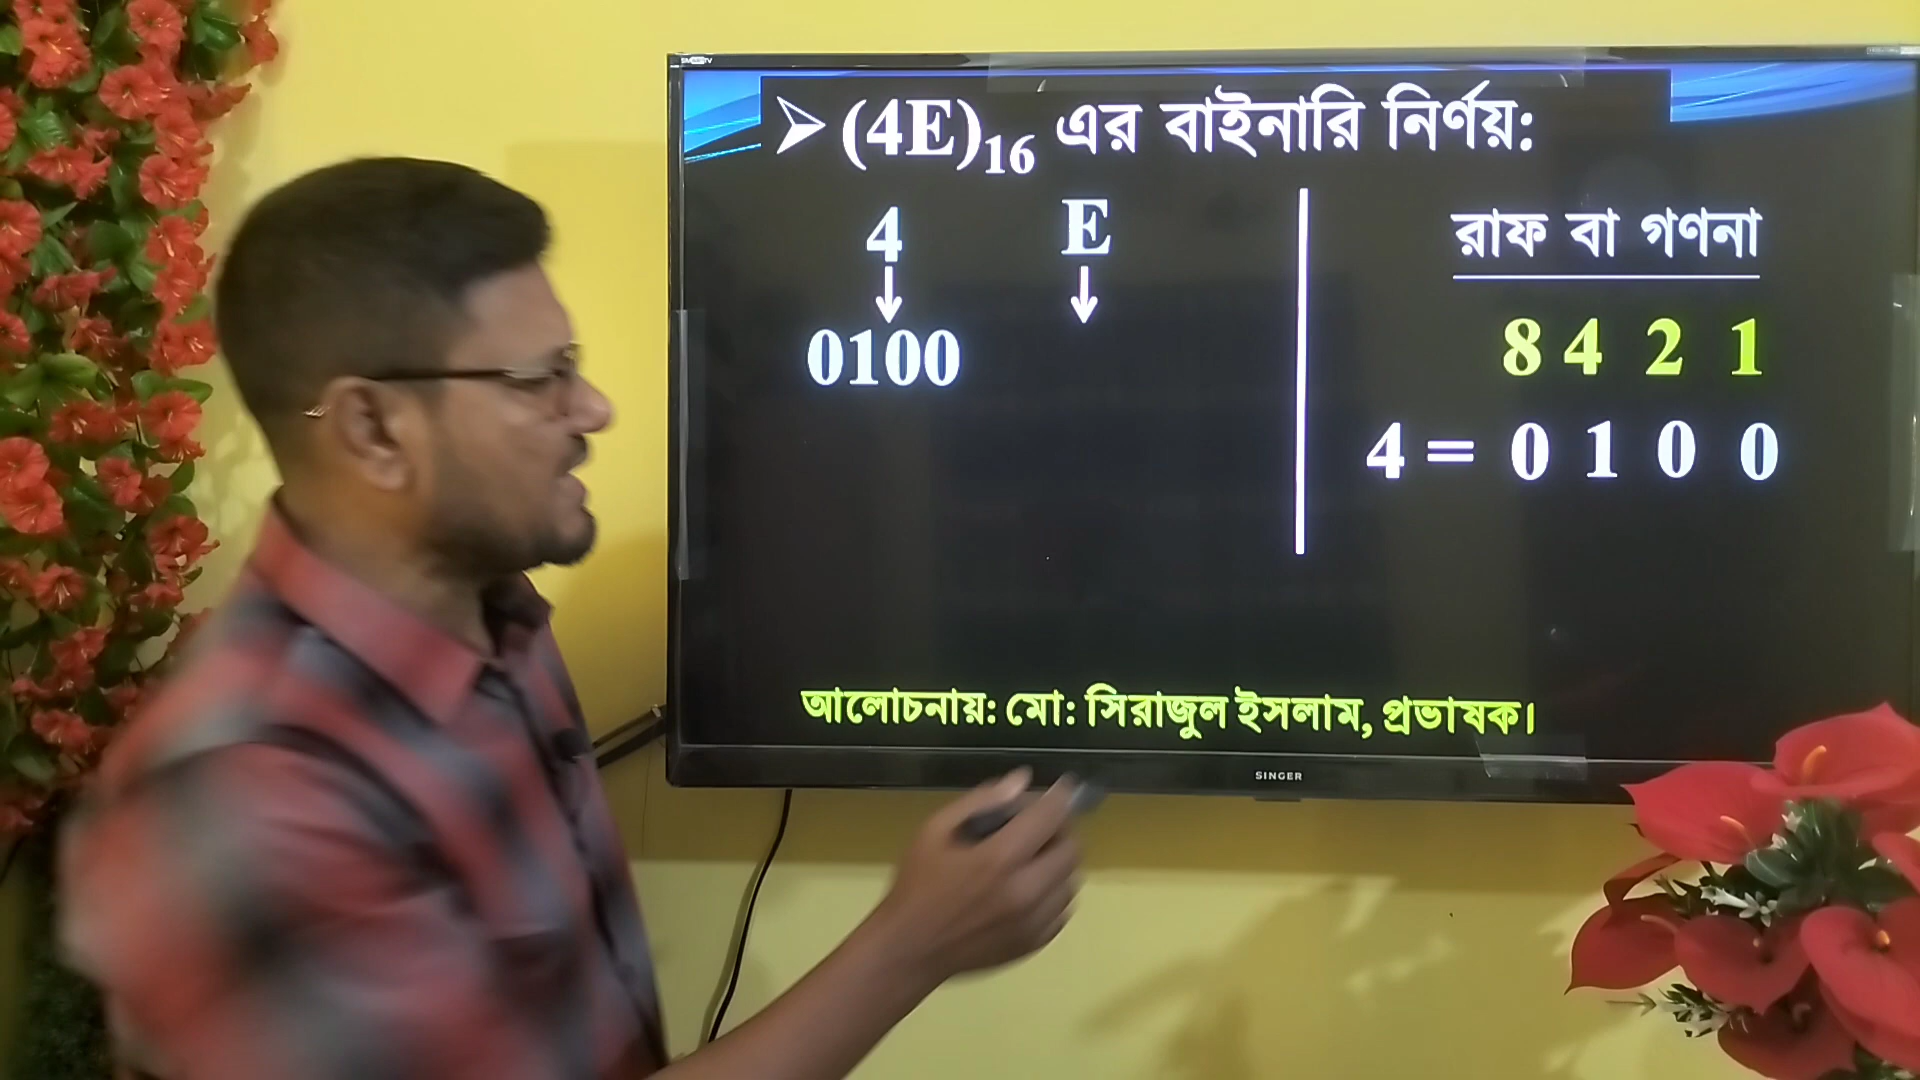 ➢ (4E)16 এর বাইনারি নির্ণয়:
4 E
↓ ↓
0100
রাফ বা গণনা
8 4 2 1
4 = 0 1 0 0
আলোচনায়: মো: সিরাজুল ইসলাম, প্রভাষক।
SINGER